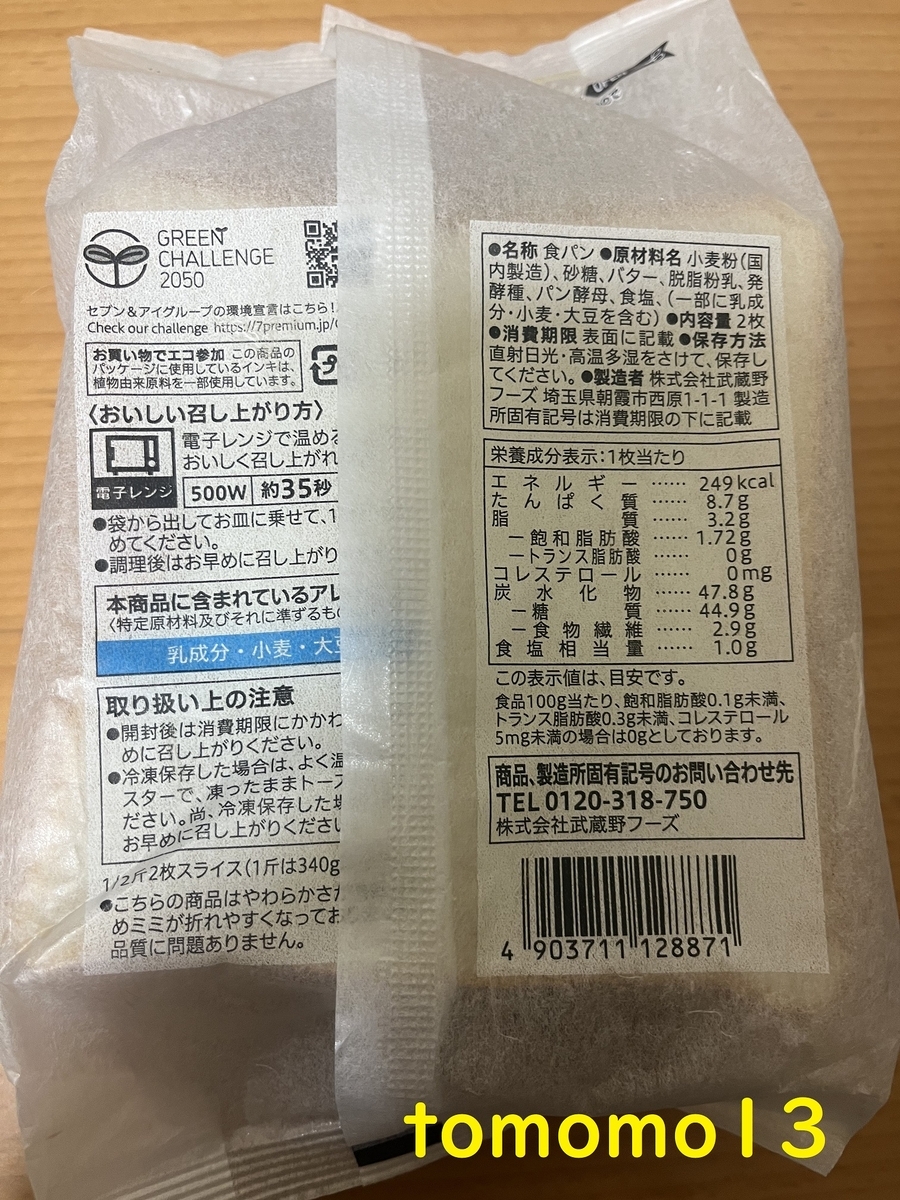 OPEN
GREEN
CHALLENGE
2050
セブン&アイグループの環境宣言はこちら!
Check our challenge https://7premium.jp/
お買い物でエコ参加 この商品の
パッケージに使用しているインキは、
植物由来原料を一部使用しています。
〈おいしい召し上がり方〉
電子レンジで温める
おいしく召し上がれ
電子レンジ 500W 約35秒
●袋から出してお皿に乗せて、1
めてください。
●調理後はお早めに召し上がり
本商品に含まれているアレ
〈特定原材料及びそれに準ずるもの
乳成分・小麦・大豆
取り扱い上の注意
●開封後は消費期限にかかわ
めに召し上がりください。
●冷凍保存した場合は、よく温
スターで、凍ったままトース
ださい。尚、冷凍保存した場
お早めに召し上がりくださ
1/2斤2枚スライス(1斤は340g
●こちらの商品はやわらかさ
めミミが折れやすくなってお
品質に問題ありません。
●名称 食パン ●原材料名 小麦粉(国
内製造)、砂糖、バター、脱脂粉乳、発
酵種、パン酵母、食塩、(一部に乳成
分・小麦・大豆を含む) ●内容量 2枚
●消費期限 表面に記載 ●保存方法
直射日光・高温多湿をさけて、保存し
てください。 ●製造者 株式会社武蔵野
フーズ 埼玉県朝霞市西原1-1-1 製造
所固有記号は消費期限の下に記載
栄養成分表示:1枚当たり
エネルギー …… 249kcal
たんぱく質 …… 8.7g
脂質 …… 3.2g
ー飽和脂肪酸 …… 1.72g
ートランス脂肪酸 …… 0g
コレステロール …… 0mg
炭水化物 …… 47.8g
ー糖質 …… 44.9g
ー食物繊維 …… 2.9g
食塩相当量 …… 1.0g
この表示値は、目安です。
食品100g当たり、飽和脂肪酸0.1g未満、
トランス脂肪酸0.3g未満、コレステロール
5mg未満の場合は0gとしております。
商品、製造所固有記号のお問い合わせ先
TEL 0120-318-750
株式会社武蔵野フーズ
4 903711 128871
tomomo13